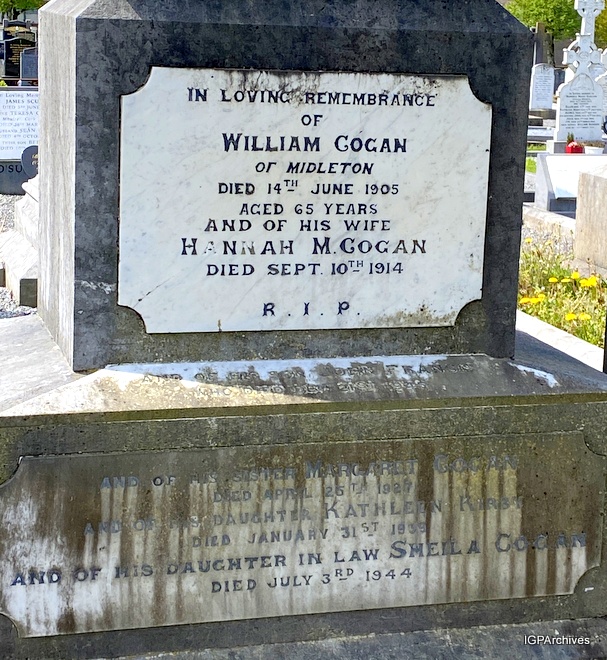 IN LOVING REMEMBRANCE
OF
WILLIAM COGAN
OF MIDLETON
DIED 14TH JUNE 1905
AGED 65 YEARS
AND OF HIS WIFE
HANNAH M. COGAN
DIED SEPT. 10TH 1914
R. I. P.
AND OF HIS SISTER MARGARET COGAN
DIED APRIL 25TH 1927
AND OF HIS DAUGHTER KATHLEEN KIRBY
DIED JANUARY 31ST
AND OF HIS DAUGHTER IN LAW SHEILA COGAN
DIED JULY 3RD 1944
IGPArchives